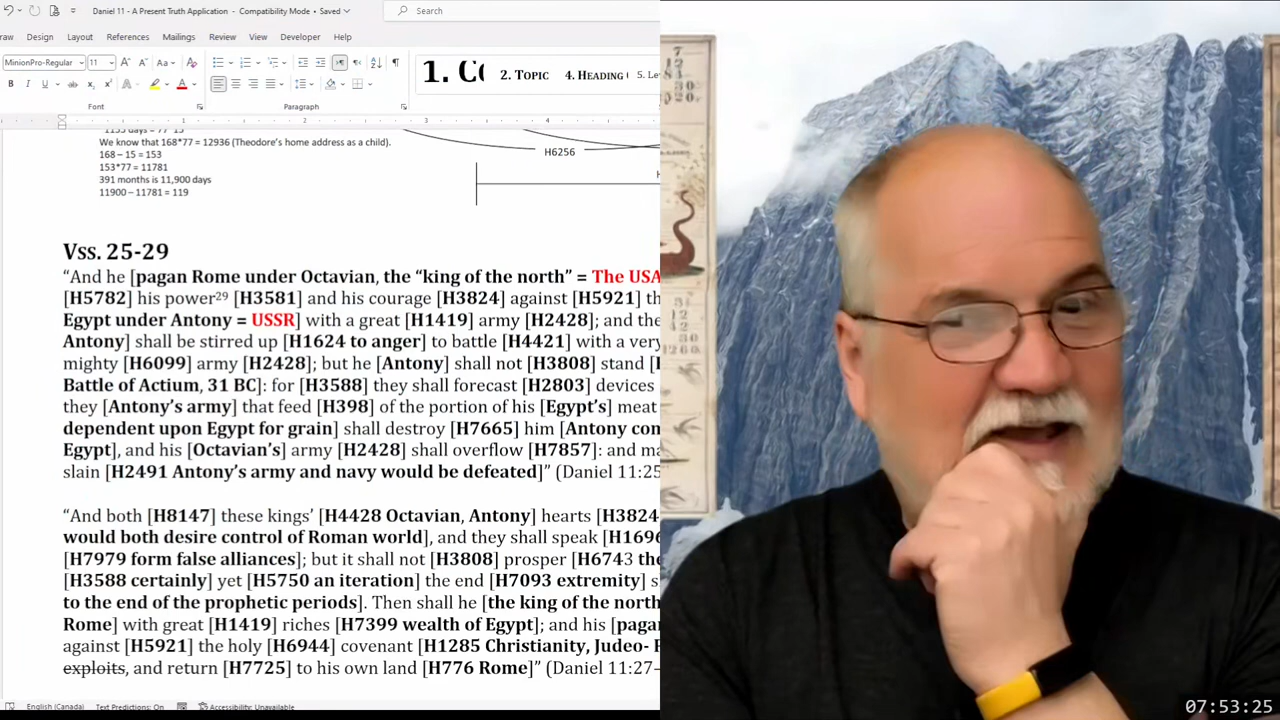 Daniel 11 - A Present Truth Application - Compatibility Mode • Saved
Search
raw Design Layout References Mailings Review View Developer Help
MinionPro-Regular 11
1. C 2. Topic 4. Heading 5. Le
Font Paragraph
1155 days = 77*15
We know that 168*77 = 12936 (Theodore's home address as a child).
168 – 15 = 153
153*77 = 11781
391 months is 11,900 days
11900 – 11781 = 119
H6256
Vss. 25-29
“And he [pagan Rome under Octavian, the “king of the north” = The USA
[H5782] his power29 [H3581] and his courage [H3824] against [H5921] th
Egypt under Antony = USSR] with a great [H1419] army [H2428]; and the
Antony] shall be stirred up [H1624 to anger] to battle [H4421] with a very
mighty [H6099] army [H2428]; but he [Antony] shall not [H3808] stand [
Battle of Actium, 31 BC]: for [H3588] they shall forecast [H2803] devices
they [Antony’s army] that feed [H398] of the portion of his [Egypt’s] meat
dependent upon Egypt for grain] shall destroy [H7665] him [Antony con
Egypt], and his [Octavian’s] army [H2428] shall overflow [H7857]: and ma
slain [H2491 Antony’s army and navy would be defeated]” (Daniel 11:25
“And both [H8147] these kings’ [H4428 Octavian, Antony] hearts [H3824
would both desire control of Roman world], and they shall speak [H1696
[H7979 form false alliances]; but it shall not [H3808] prosper [H6743 the
[H3588 certainly] yet [H5750 an iteration] the end [H7093 extremity] s
to the end of the prophetic periods]. Then shall he [the king of the north
Rome] with great [H1419] riches [H7399 wealth of Egypt]; and his [paga
against [H5921] the holy [H6944] covenant [H1285 Christianity, Judeo-
exploits, and return [H7725] to his own land [H776 Rome]” (Daniel 11:27–
English (Canada) Text Predictions: On Accessibility: Unavailable
07:53:25